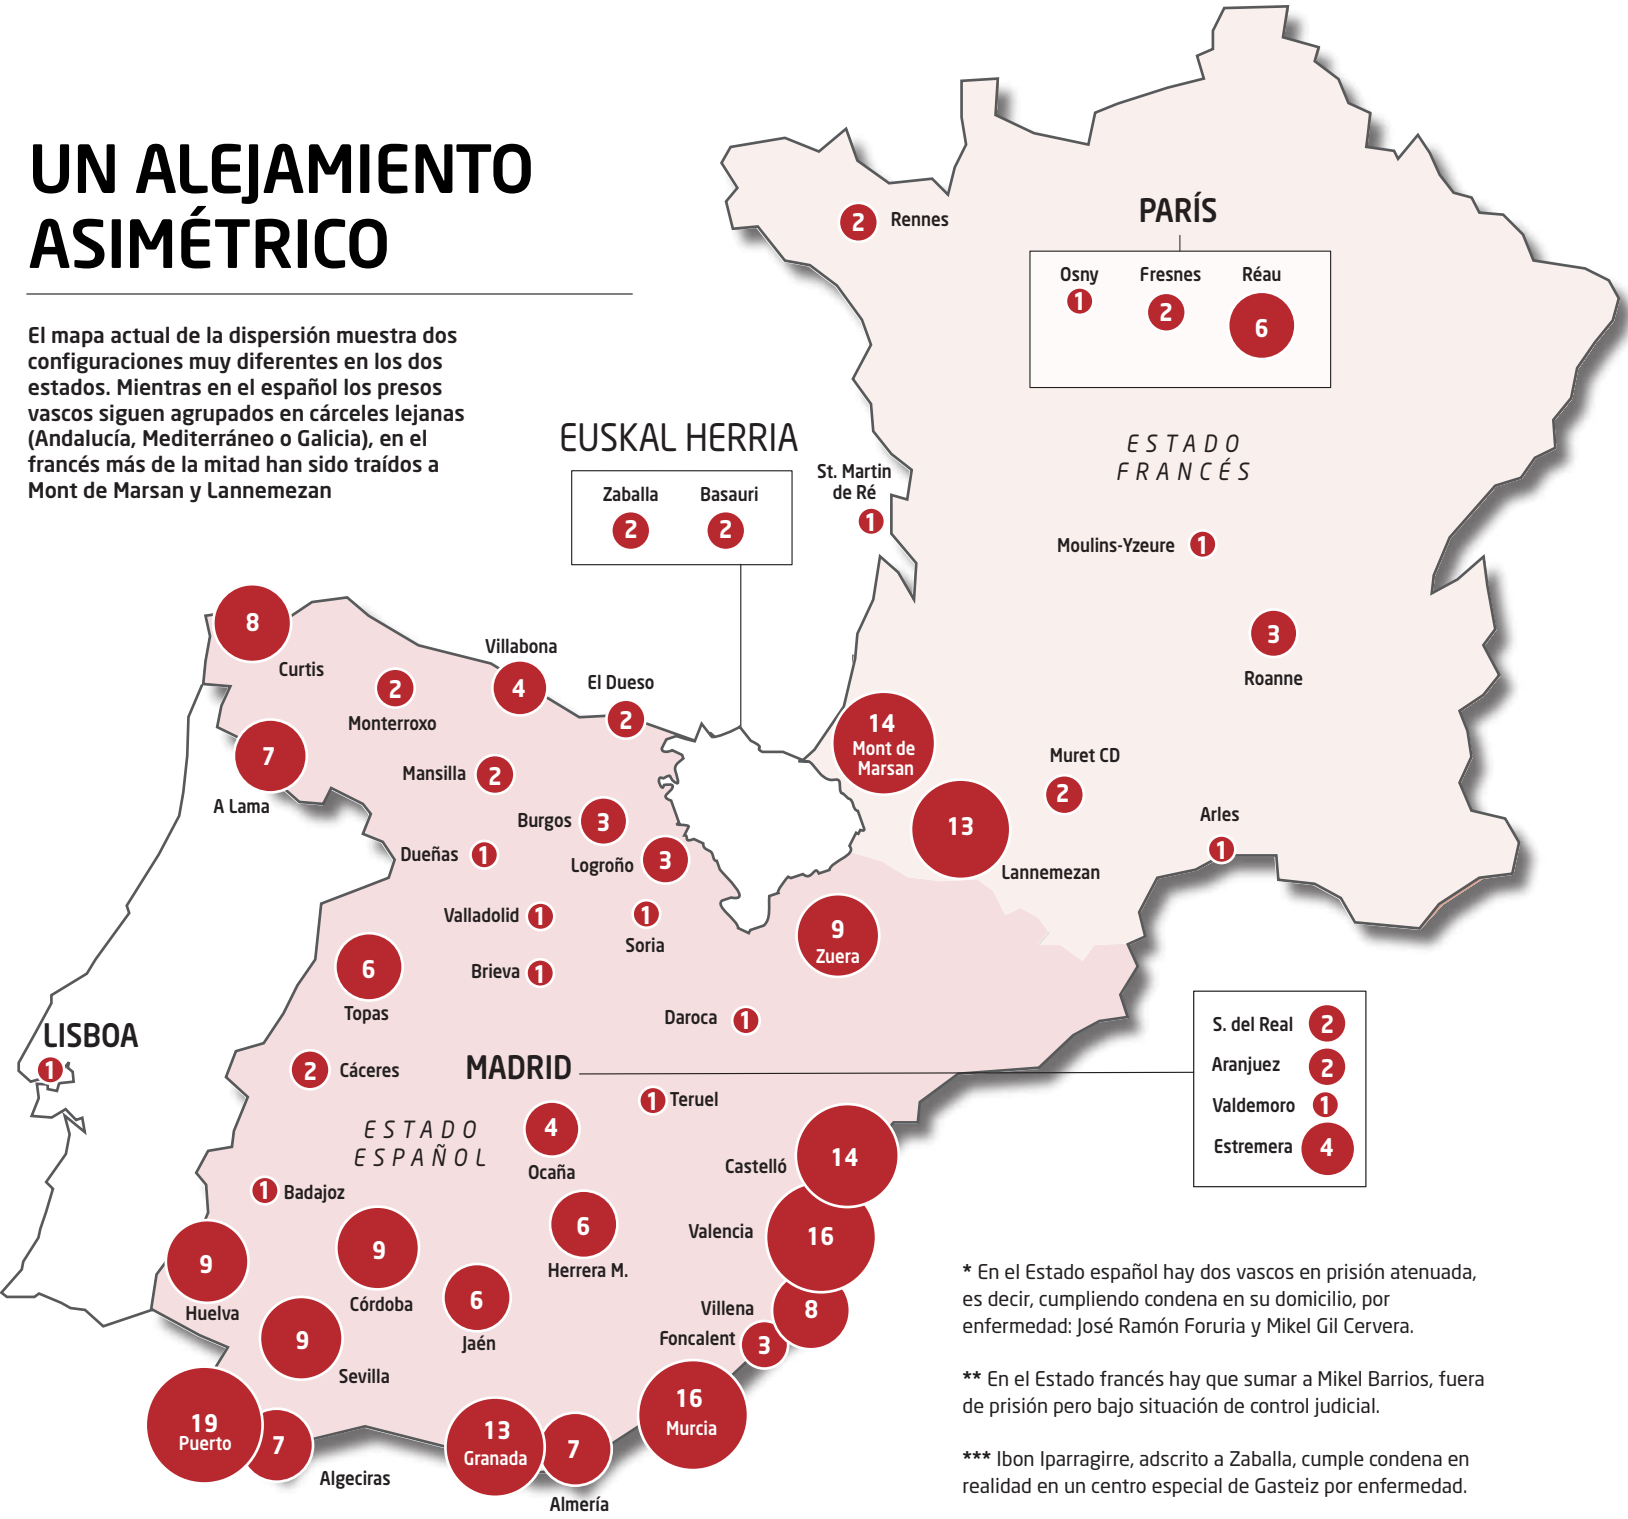 UN ALEJAMIENTO
ASIMÉTRICO
El mapa actual de la dispersión muestra dos
configuraciones muy diferentes en los dos
estados. Mientras en el español los presos
vascos siguen agrupados en cárceles lejanas
(Andalucía, Mediterráneo o Galicia), en el
francés más de la mitad han sido traídos a
Mont de Marsan y Lannemezan
2 Rennes
PARÍS
Osny Fresnes Réau
1 2 6
ESTADO
FRANCÉS
EUSKAL HERRIA
Zaballa Basauri
2 2
St. Martin
de Ré
1
Moulins-Yzeure 1
3
Roanne
14
Mont de
Marsan
13
Lannemezan
Muret CD
2
Arles
1
8
Curtis
2
Monterroxo
Villabona
4
El Dueso
2
7
A Lama
Mansilla 2
Burgos 3
Dueñas 1
Logroño 3
Valladolid 1
1
Soria
9
Zuera
6
Topas
Brieva 1
Daroca 1
LISBOA
1
2 Cáceres
MADRID
S. del Real 2
Aranjuez 2
Valdemoro 1
Estremera 4
1 Teruel
ESTADO
ESPAÑOL
4
Ocaña
Castelló 14
1 Badajoz
Valencia 16
6
Herrera M.
9
Huelva
9
Córdoba
6
Jaén
Villena 8
Foncalent 3
9
Sevilla
16
Murcia
19
Puerto
7
Algeciras
13
Granada
7
Almería
* En el Estado español hay dos vascos en prisión atenuada,
es decir, cumpliendo condena en su domicilio, por
enfermedad: José Ramón Foruria y Mikel Gil Cervera.
** En el Estado francés hay que sumar a Mikel Barrios, fuera
de prisión pero bajo situación de control judicial.
*** Ibon Iparragirre, adscrito a Zaballa, cumple condena en
realidad en un centro especial de Gasteiz por enfermedad.